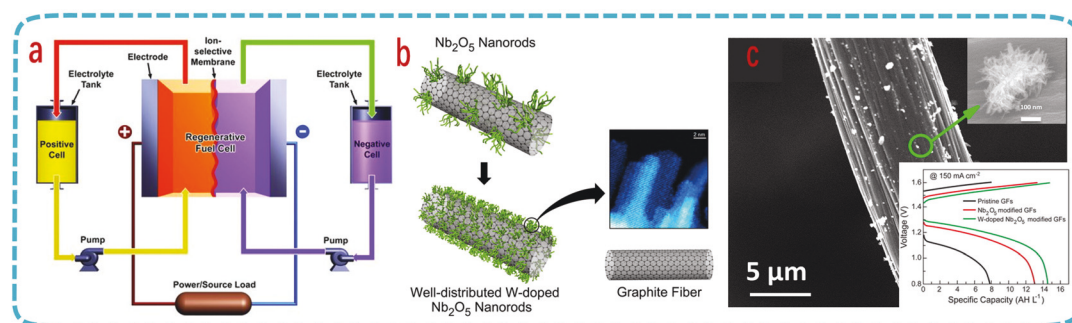 a
Electrode
Ion-
selective
Membrane
Electrolyte
Tank
Electrolyte
Tank
+
−
Positive
Cell
Regenerative
Fuel Cell
Negative
Cell
Pump
Pump
Power/Source Load
b
Nb₂O₅ Nanorods
2 nm
Well-distributed W-doped
Nb₂O₅ Nanorods
Graphite Fiber
c
100 nm
5 μm
@ 150 mA cm⁻²
Pristine GFs
Nb₂O₅ modified GFs
W-doped Nb₂O₅ modified GFs
Voltage (V)
1.6
1.4
1.2
1.0
0.8
0 2 4 6 8 10 12 14 16
Specific Capacity (AH L⁻¹)